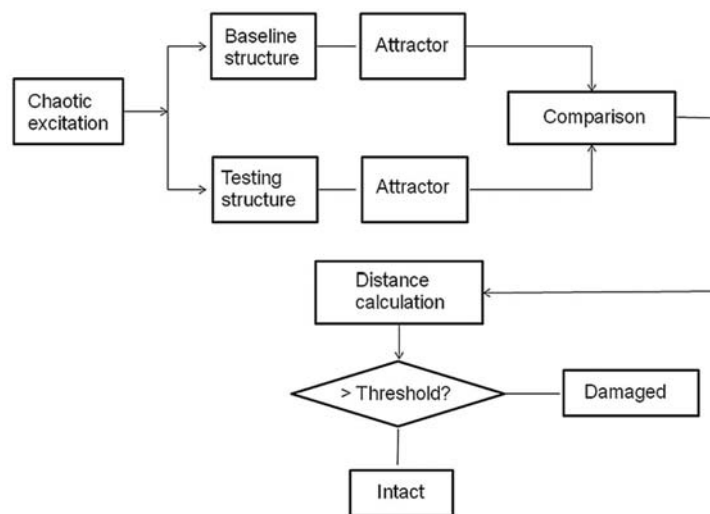 Baseline
structure
Attractor
Chaotic
excitation
Comparison
Testing
structure
Attractor
Distance
calculation
> Threshold?
Damaged
Intact